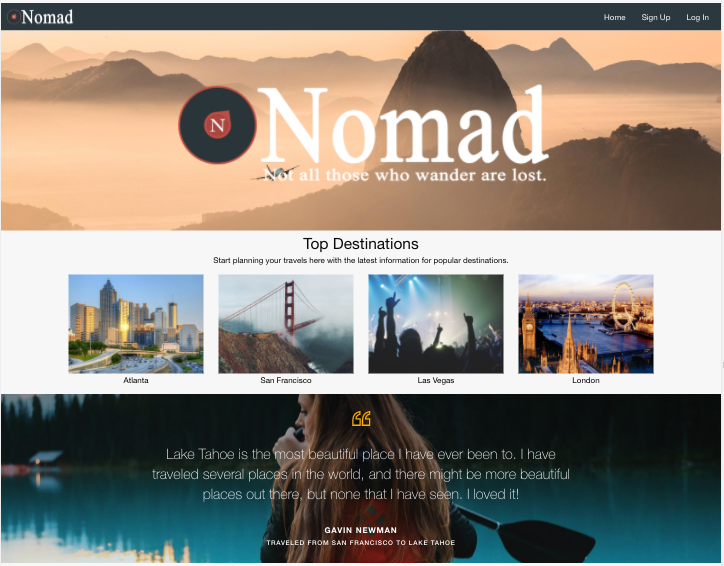 Nomad
Home Sign Up Log In
N
Nomad
Not all those who wander are lost.
Top Destinations
Start planning your travels here with the latest information for popular destinations.
Atlanta San Francisco Las Vegas London
Lake Tahoe is the most beautiful place I have ever been to. I have
traveled several places in the world, and there might be more beautiful
places out there, but none that I have seen. I loved it!
GAVIN NEWMAN
TRAVELED FROM SAN FRANCISCO TO LAKE TAHOE